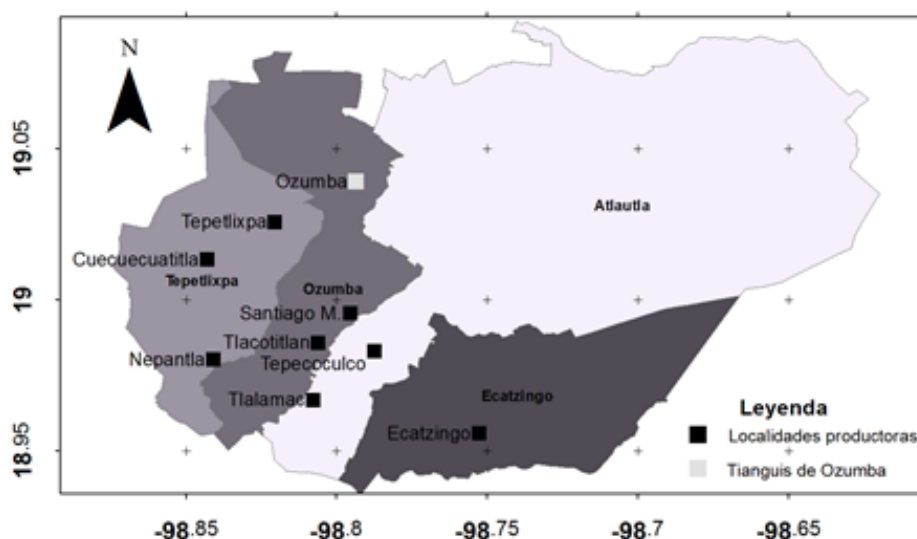 N
19.05
19
18.95
Ozumba
Tepetlixpa
Cuecuecuatitla
Tepetlixpa
Ozumba
Atlautla
Santiago M.
Tlacotitlan
Tepecoculco
Nepantla
Tlalamac
Ecatzingo
Ecatzingo
Leyenda
Localidades productoras
Tianguis de Ozumba
-98.85
-98.8
-98.75
-98.7
-98.65